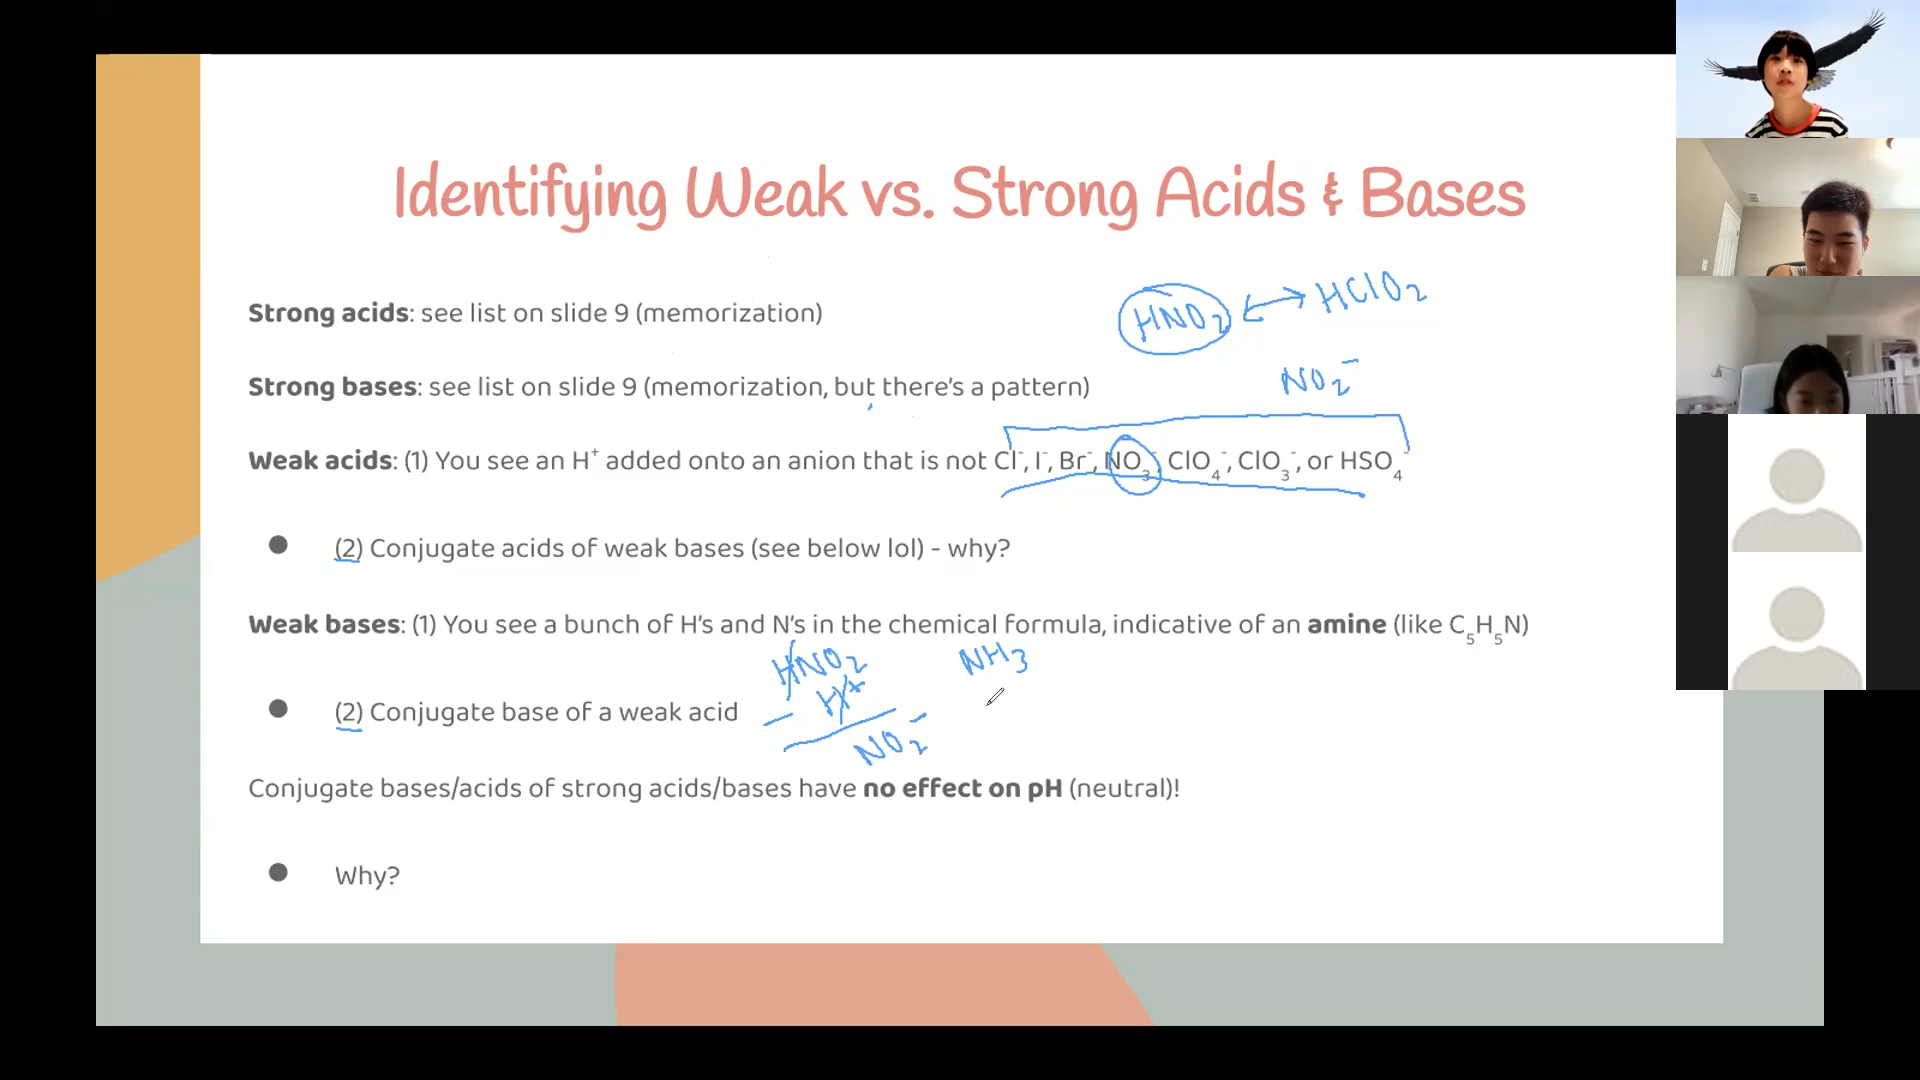 Identifying Weak vs. Strong Acids & Bases
HNO₂ ↔ HClO₂
Strong acids: see list on slide 9 (memorization)
NO₂⁻
Strong bases: see list on slide 9 (memorization, but there's a pattern)
Weak acids: (1) You see an H⁺ added onto an anion that is not Cl⁻, I⁻, Br⁻, NO₃⁻, ClO₄⁻, ClO₃⁻, or HSO₄⁻
● (2) Conjugate acids of weak bases (see below lol) - why?
Weak bases: (1) You see a bunch of H's and N's in the chemical formula, indicative of an amine (like C₅H₅N)
HNO₂ NH₃
− H⁺
● (2) Conjugate base of a weak acid
NO₂⁻
Conjugate bases/acids of strong acids/bases have no effect on pH (neutral)!
● Why?